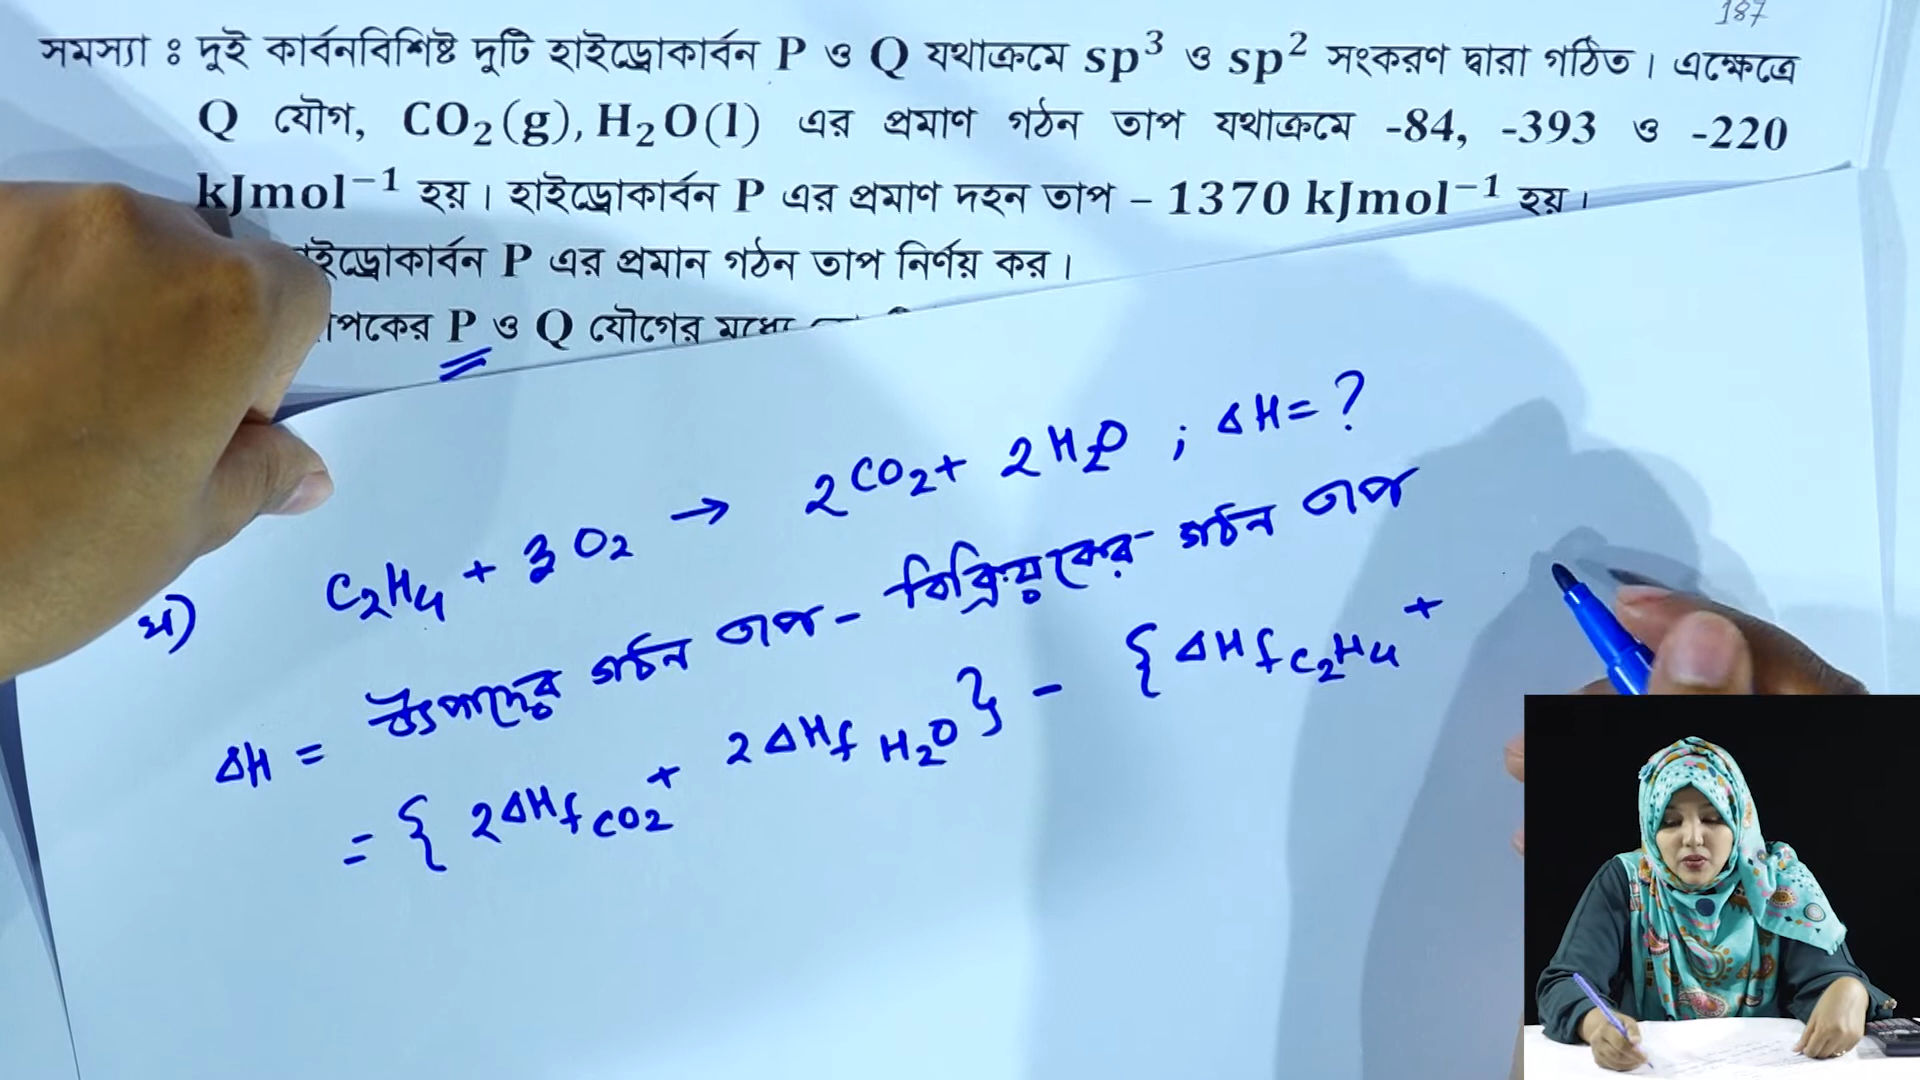 187
সমস্যা ঃ দুই কার্বনবিশিষ্ট দুটি হাইড্রোকার্বন P ও Q যথাক্রমে sp³ ও sp² সংকরণ দ্বারা গঠিত। এক্ষেত্রে
Q যৌগ, CO₂(g), H₂O(l) এর প্রমাণ গঠন তাপ যথাক্রমে -84, -393 ও -220
kJmol⁻¹ হয়। হাইড্রোকার্বন P এর প্রমাণ দহন তাপ – 1370 kJmol⁻¹ হয়।
াইড্রোকার্বন P এর প্রমান গঠন তাপ নির্ণয় কর।
পকের P ও Q যৌগের মধ্যে
খ) C₂H₄ + 3O₂ → 2CO₂ + 2H₂O ; ΔH = ?
ΔH = উৎপাদের গঠন তাপ - বিক্রিয়কের গঠন তাপ
= { 2ΔHf CO₂ + 2ΔHf H₂O } - { ΔHf C₂H₄ +